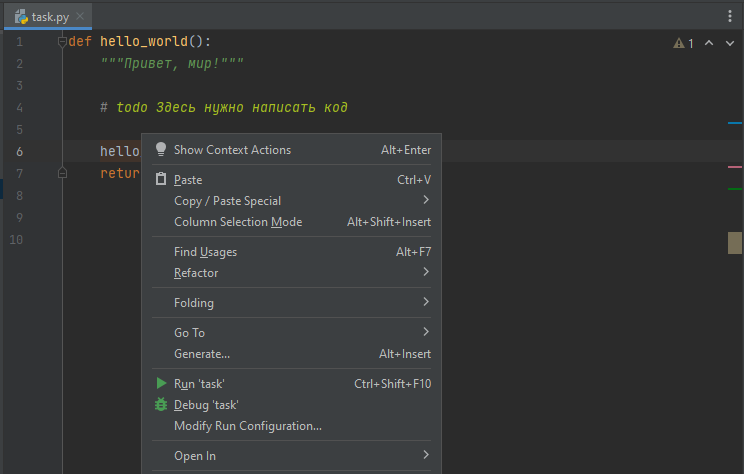 task.py
1 def hello_world():
1
2 """Привет, мир!"""
3
4 # todo Здесь нужно написать код
5
6 hello
7 retur
8
9
10
Show Context Actions Alt+Enter
Paste Ctrl+V
Copy / Paste Special
Column Selection Mode Alt+Shift+Insert
Find Usages Alt+F7
Refactor
Folding
Go To
Generate... Alt+Insert
Run 'task' Ctrl+Shift+F10
Debug 'task'
Modify Run Configuration...
Open In